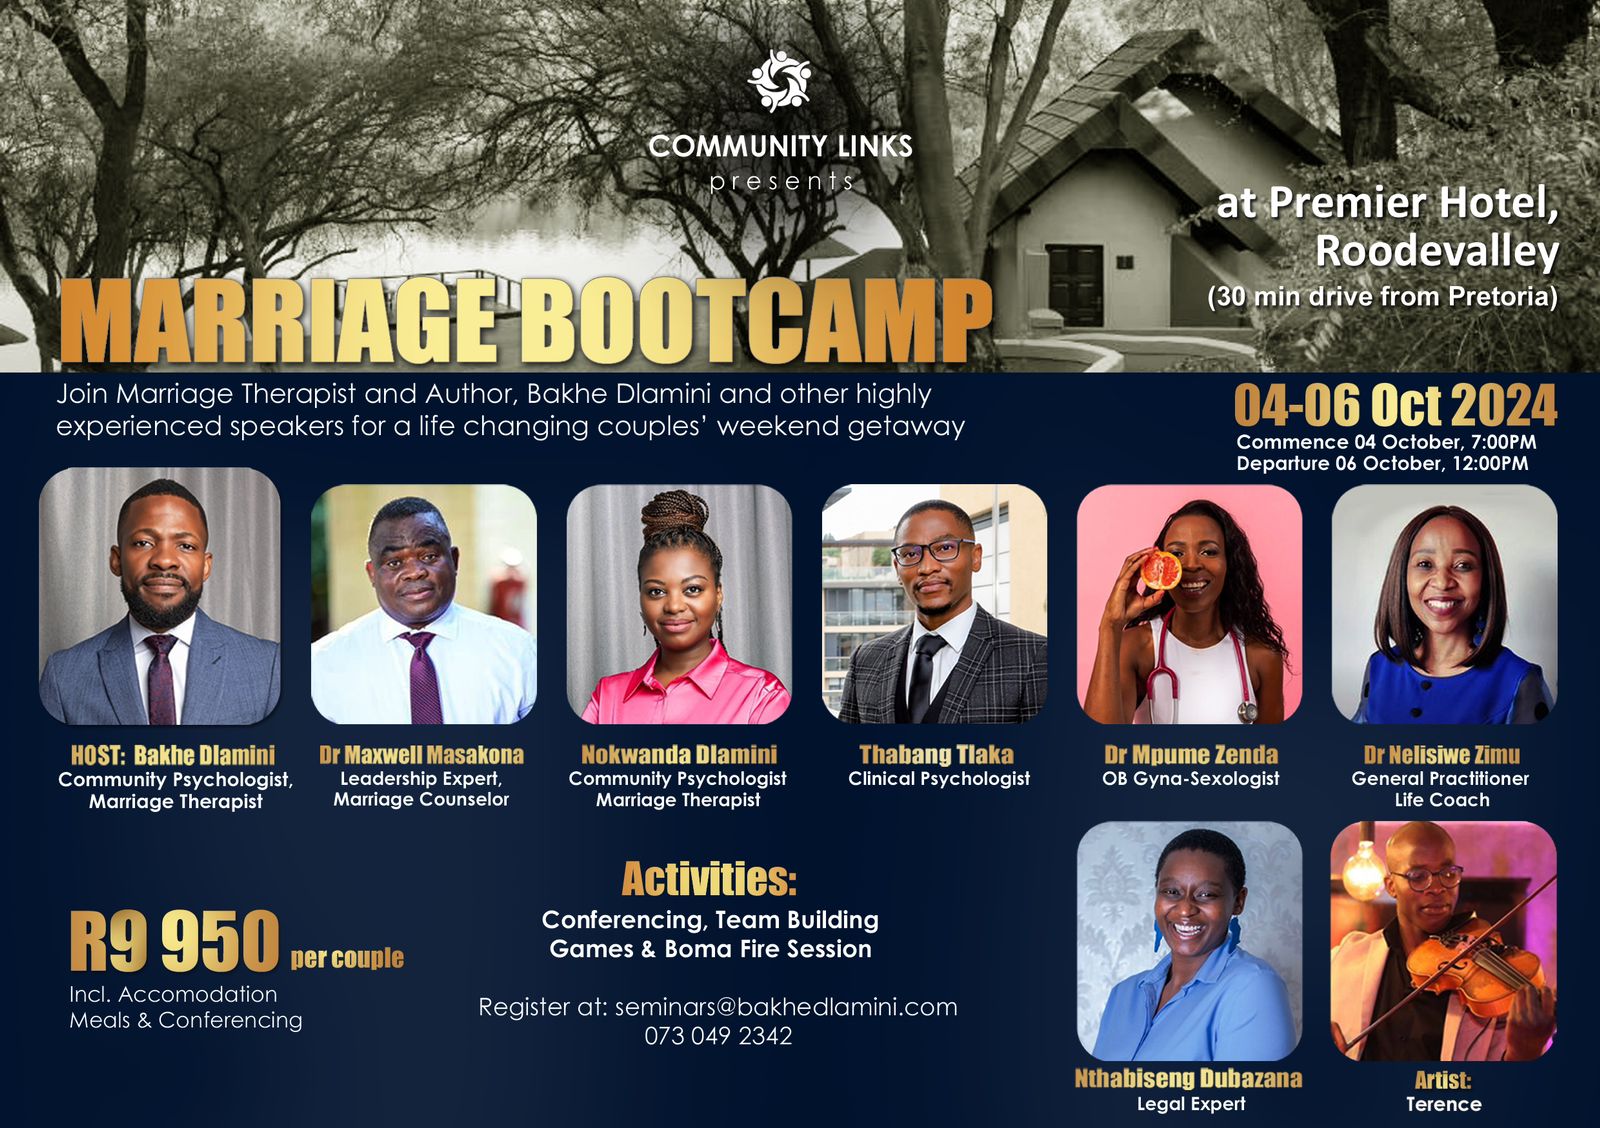 COMMUNITY LINKS
presents
at Premier Hotel,
Roodevalley
(30 min drive from Pretoria)
MARRIAGE BOOTCAMP
Join Marriage Therapist and Author, Bakhe Dlamini and other highly
experienced speakers for a life changing couples’ weekend getaway
04-06 Oct 2024
Commence 04 October, 7:00PM
Departure 06 October, 12:00PM
HOST: Bakhe Dlamini
Community Psychologist,
Marriage Therapist
Dr Maxwell Masakona
Leadership Expert,
Marriage Counselor
Nokwanda Dlamini
Community Psychologist
Marriage Therapist
Thabang Tlaka
Clinical Psychologist
Dr Mpume Zenda
OB Gyna-Sexologist
Dr Nelisiwe Zimu
General Practitioner
Life Coach
R9 950 per couple
Incl. Accomodation
Meals & Conferencing
Activities:
Conferencing, Team Building
Games & Boma Fire Session
Register at: seminars@bakhedlamini.com
073 049 2342
Nthabiseng Dubazana
Legal Expert
Artist:
Terence